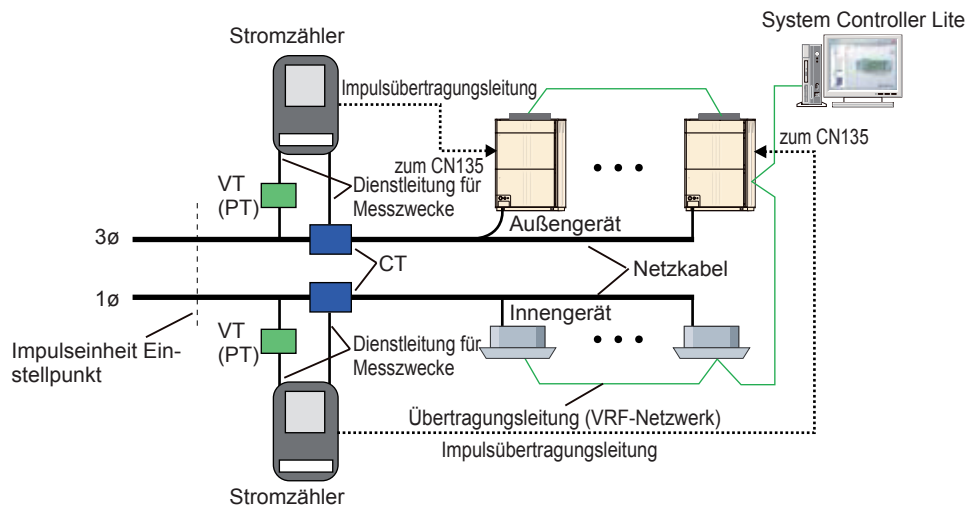 System Controller Lite
Stromzähler
Impulsübertragungsleitung
zum CN135
zum CN135
VT
(PT)
Dienstleitung für
Messzwecke
Außengerät
3ø
CT
Netzkabel
1ø
Innengerät
VT
(PT)
Dienstleitung für
Messzwecke
Impulseinheit Ein-
stellpunkt
Übertragungsleitung (VRF-Netzwerk)
Impulsübertragungsleitung
Stromzähler